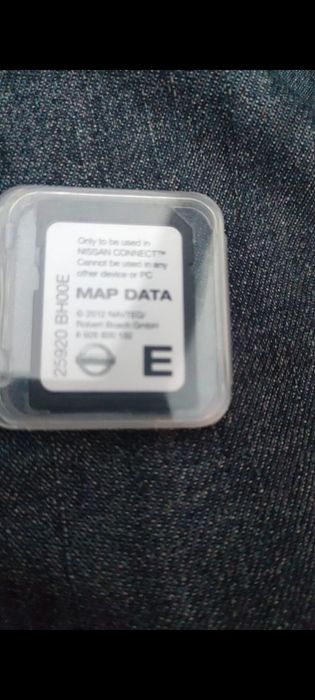 Only to be used in
NISSAN CONNECT™
Cannot be used in any
other device or PC
MAP DATA
© 2012 NAVTEQ/
Robert Bosch GmbH
E
25920 BH00E